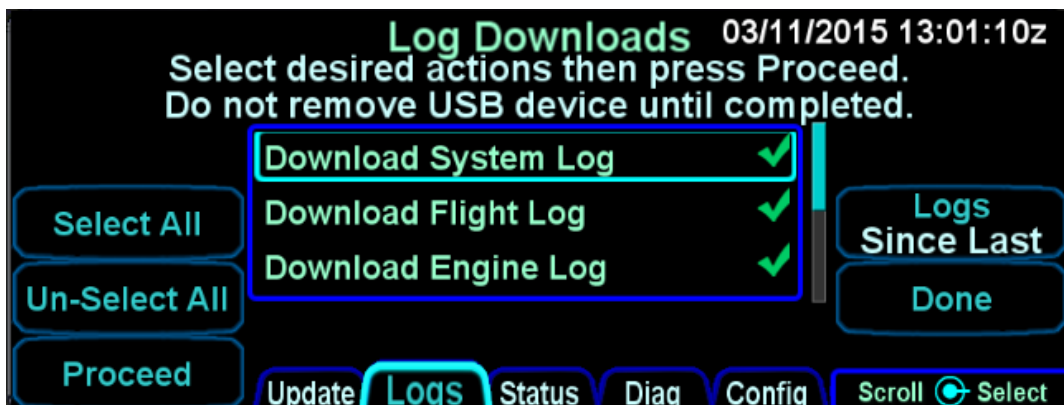 Log Downloads 03/11/2015 13:01:10z
Select desired actions then press Proceed.
Do not remove USB device until completed.
Download System Log
Download Flight Log
Download Engine Log
Select All
Un-Select All
Proceed
Logs
Since Last
Done
Update Logs Status Diag Config Scroll Select